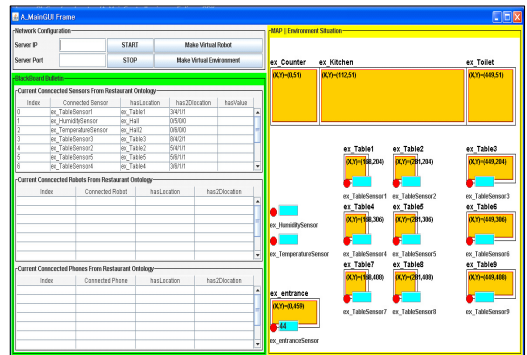 A_MainGUI Frame
Network Configuration
Server IP START Make Virtual Robot
Server Port STOP Make Virtual Environment
BlackBoard Bulletin
Current Conncected Sensors From Restaurant Ontology
Index Connected Sensor hasLocation has2Dlocation hasValue
0 ex_TableSensor1 ex_Table1 3/4/1/1
1 ex_HumiditySensor ex_Hall 0/5/0/0
2 ex_TemperatureSensor ex_Hall2 0/6/0/0
3 ex_TableSensor3 ex_Table3 8/4/2/1
4 ex_TableSensor2 ex_Table2 5/4/1/1
5 ex_TableSensor5 ex_Table5 5/6/1/1
6 ex_TableSensor4 ex_Table4 3/6/1/1
Current Conncected Robots From Restaurant Ontology
Index Connected Robot hasLocation has2Dlocation
Current Conncected Phones From Restaurant Ontology
Index Connected Phone hasLocation has2Dlocation
MAP | Environment Situation
ex_Counter ex_Kitchen ex_Toilet
(X,Y)=(0,51) (X,Y)=(112,51) (X,Y)=(449,51)
ex_Table1 ex_Table2 ex_Table3
(X,Y)=(168,204) (X,Y)=(281,204) (X,Y)=(449,204)
ex_TableSensor1 ex_TableSensor2 ex_TableSensor3
ex_Table4 ex_Table5 ex_Table6
(X,Y)=(168,306) (X,Y)=(281,306) (X,Y)=(449,306)
ex_HumiditySensor
ex_TemperatureSensor ex_TableSensor4 ex_TableSensor5 ex_TableSensor6
ex_Table7 ex_Table8 ex_Table9
(X,Y)=(168,408) (X,Y)=(281,408) (X,Y)=(449,408)
ex_entrance
(X,Y)=(0,459)
ex_TableSensor7 ex_TableSensor8 ex_TableSensor9
44
ex_entranceSensor